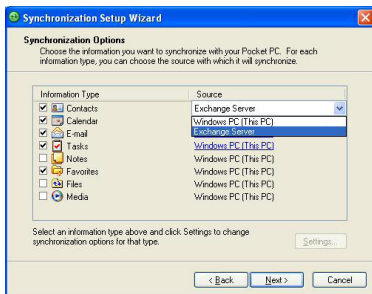 Synchronization Setup Wizard
Synchronization Options
Choose the information you want to synchronize with your Pocket PC. For each
information type, you can choose the source with which it will synchronize.
Information Type Source
Contacts Exchange Server
Calendar Windows PC (This PC)
E-mail Exchange Server
Tasks Windows PC (This PC)
Notes Windows PC (This PC)
Favorites Windows PC (This PC)
Files Windows PC (This PC)
Media Windows PC (This PC)
Select an information type above and click Settings to change
synchronization options for that type.
Settings...
< Back Next > Cancel